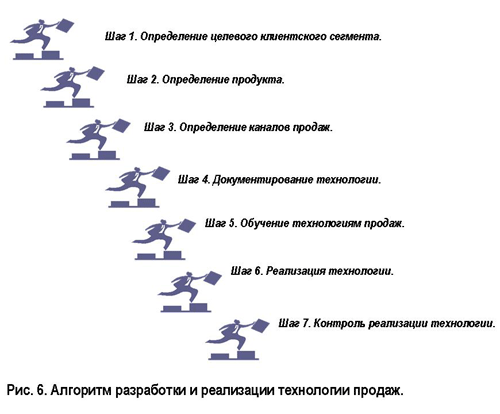 Шаг 1. Определение целевого клиентского сегмента.
Шаг 2. Определение продукта.
Шаг 3. Определение каналов продаж.
Шаг 4. Документирование технологии.
Шаг 5. Обучение технологиям продаж.
Шаг 6. Реализация технологии.
Шаг 7. Контроль реализации технологии.
Рис. 6. Алгоритм разработки и реализации технологии продаж.